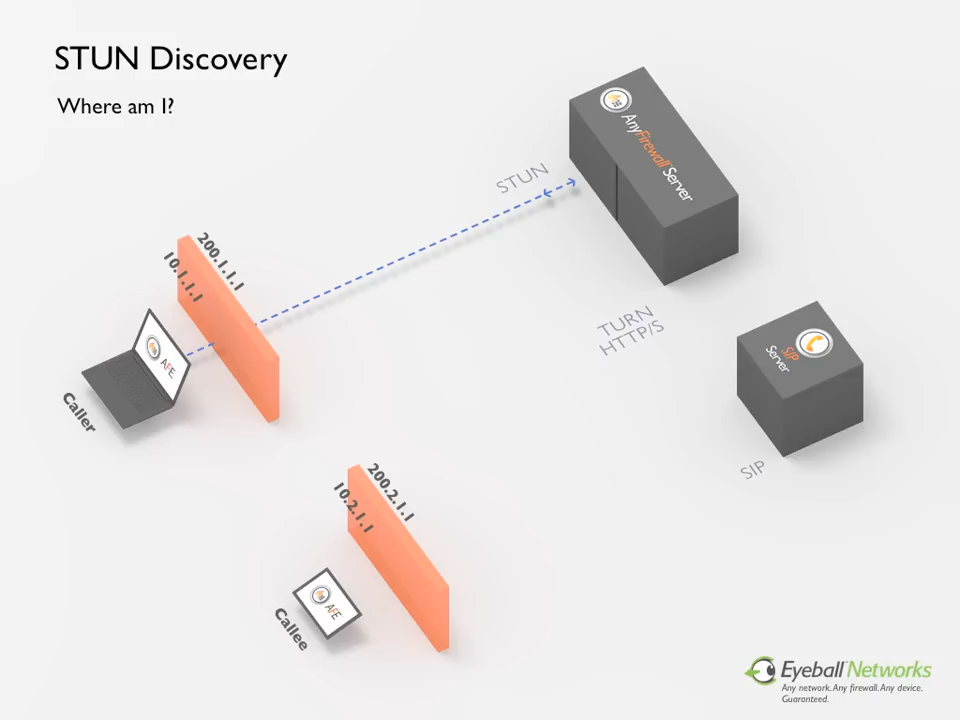 STUN Discovery
Where am I?
AnyFirewall Server
STUN
200.1.1.1
10.1.1.1
TURN
HTTP/S
AFE
SIP
Server
Caller
SIP
200.2.1.1
10.2.1.1
AFE
Callee
Eyeball Networks
Any network. Any firewall. Any device.
Guaranteed.